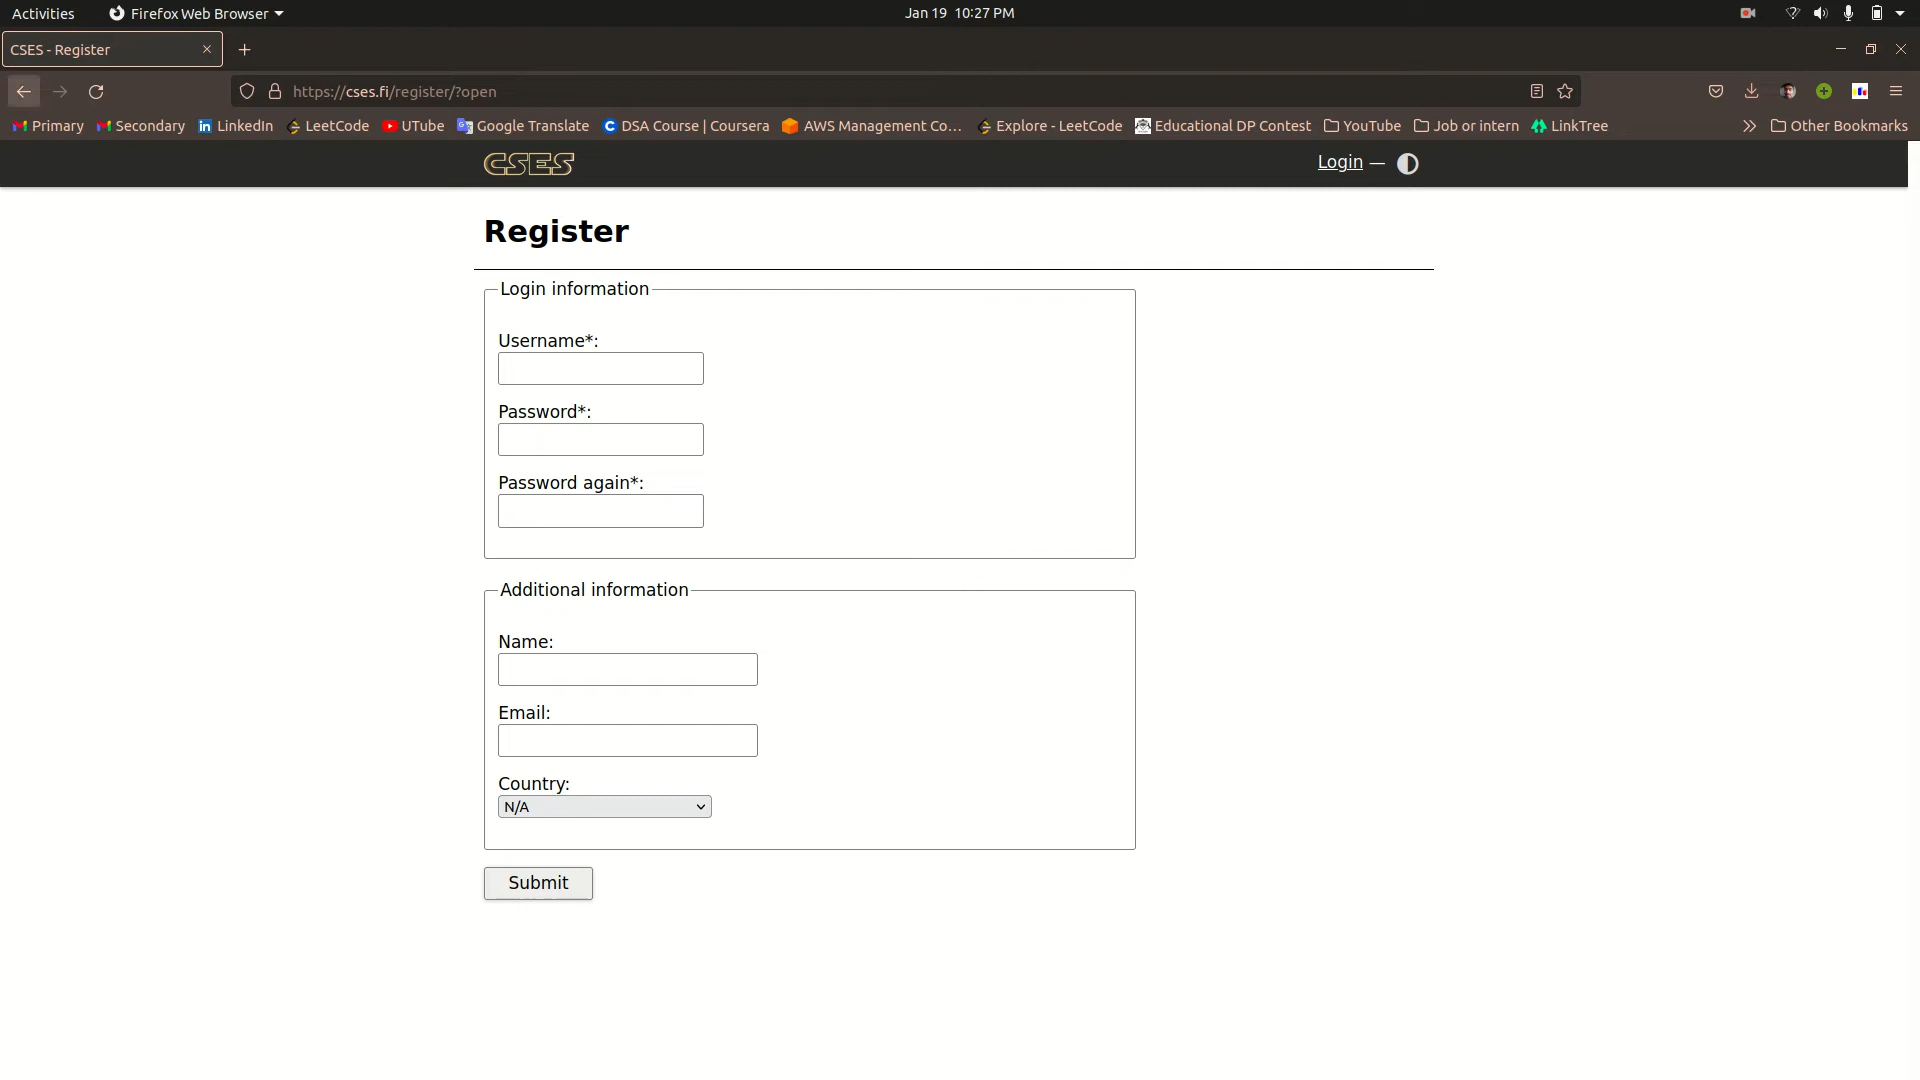 Activities
Firefox Web Browser
Jan 19 10:27 PM
CSES - Register
https://cses.fi/register/?open
Primary
Secondary
LinkedIn
LeetCode
UTube
Google Translate
DSA Course | Coursera
AWS Management Co...
Explore - LeetCode
Educational DP Contest
YouTube
Job or intern
LinkTree
Other Bookmarks
CSES
Login —
Register
Login information
Username*:
Password*:
Password again*:
Additional information
Name:
Email:
Country:
N/A
Submit